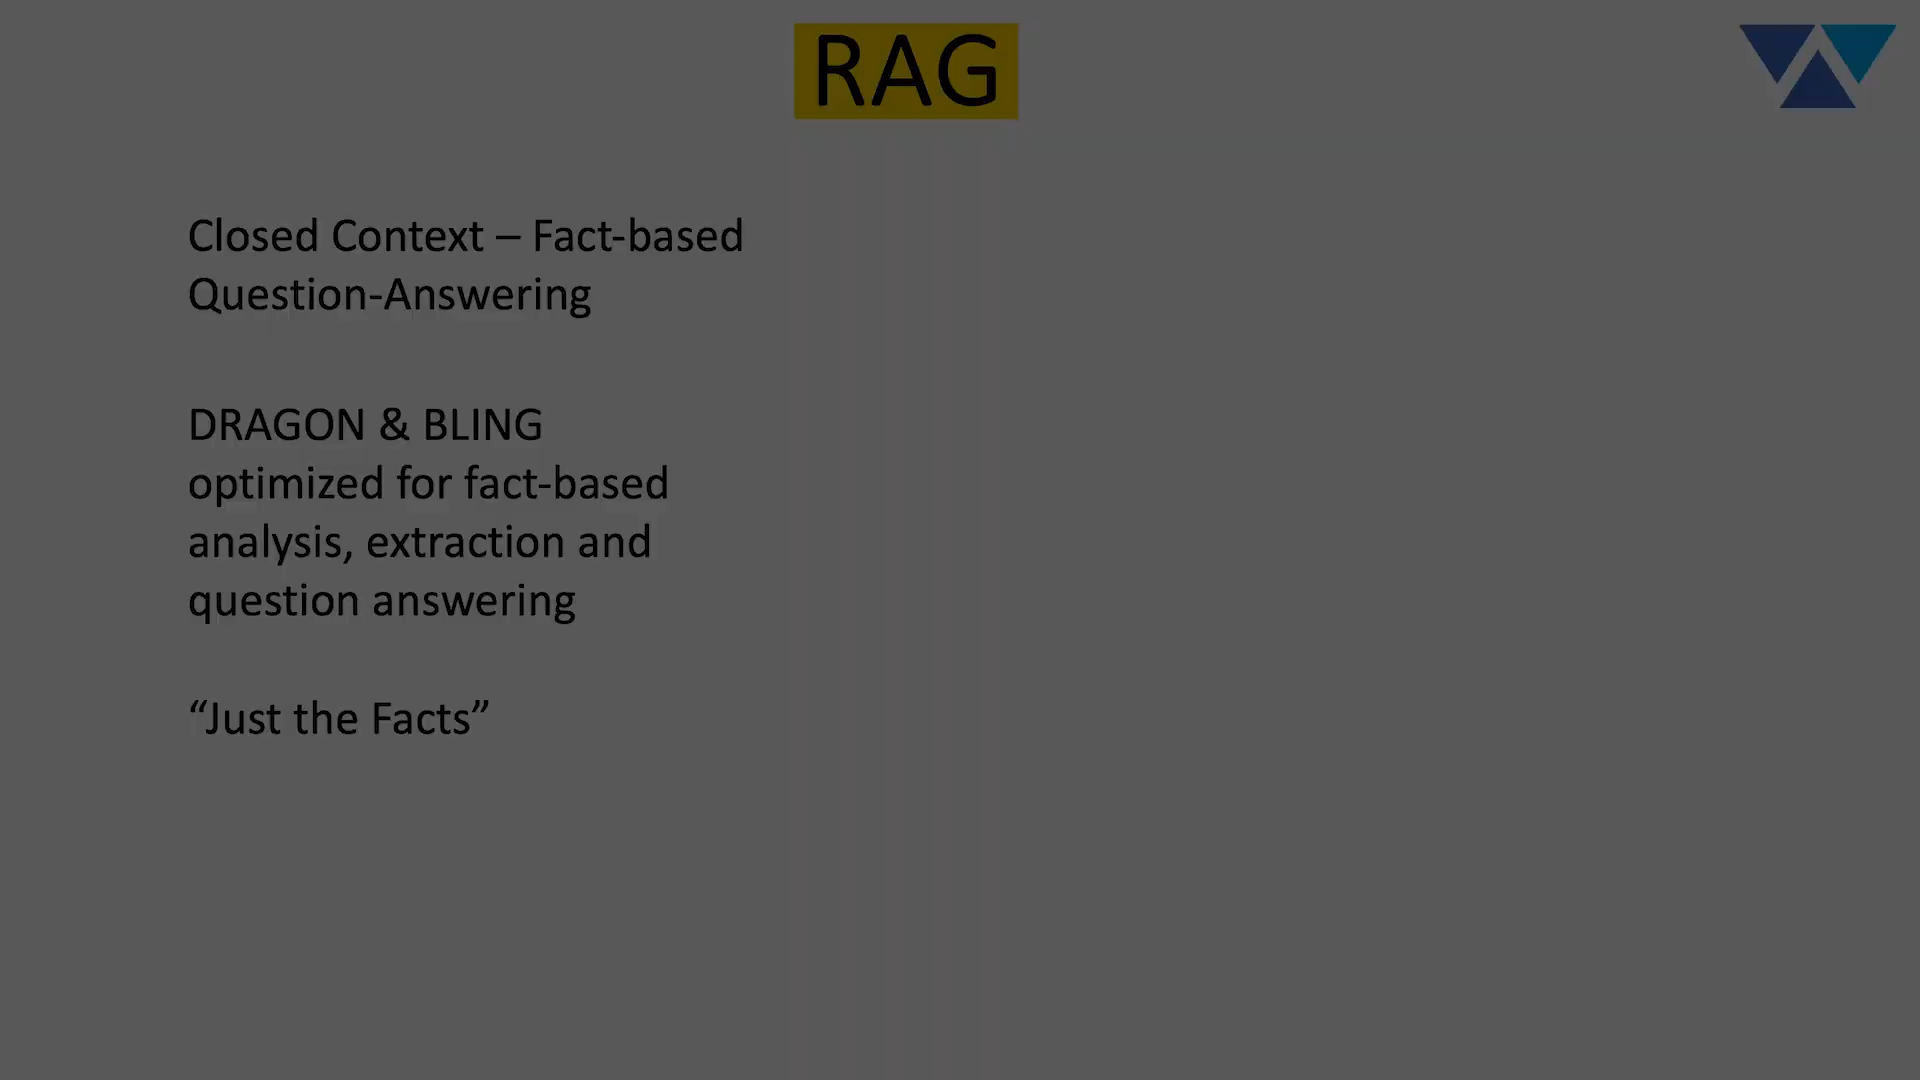 RAG
Closed Context – Fact-based
Question-Answering
DRAGON & BLING
optimized for fact-based
analysis, extraction and
question answering
“Just the Facts”